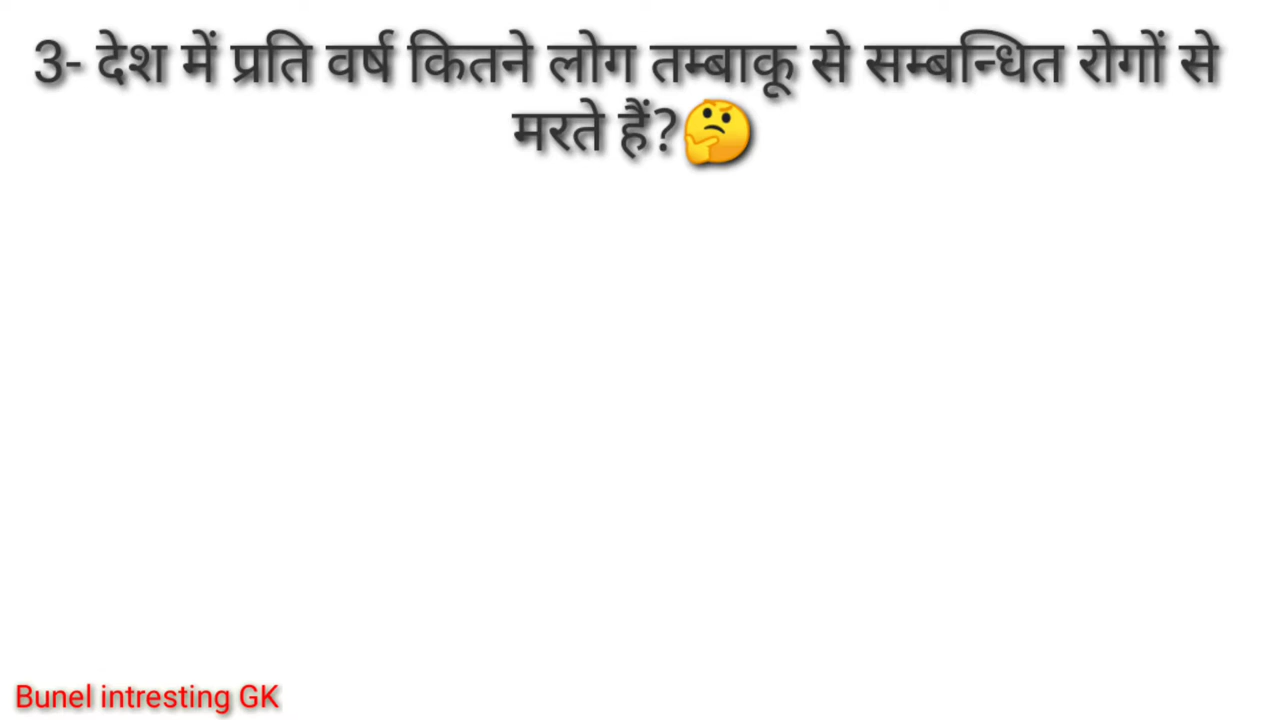 3- देश में प्रति वर्ष कितने लोग तम्बाकू से सम्बन्धित रोगों से
मरते हैं?🤔
Bunel intresting GK